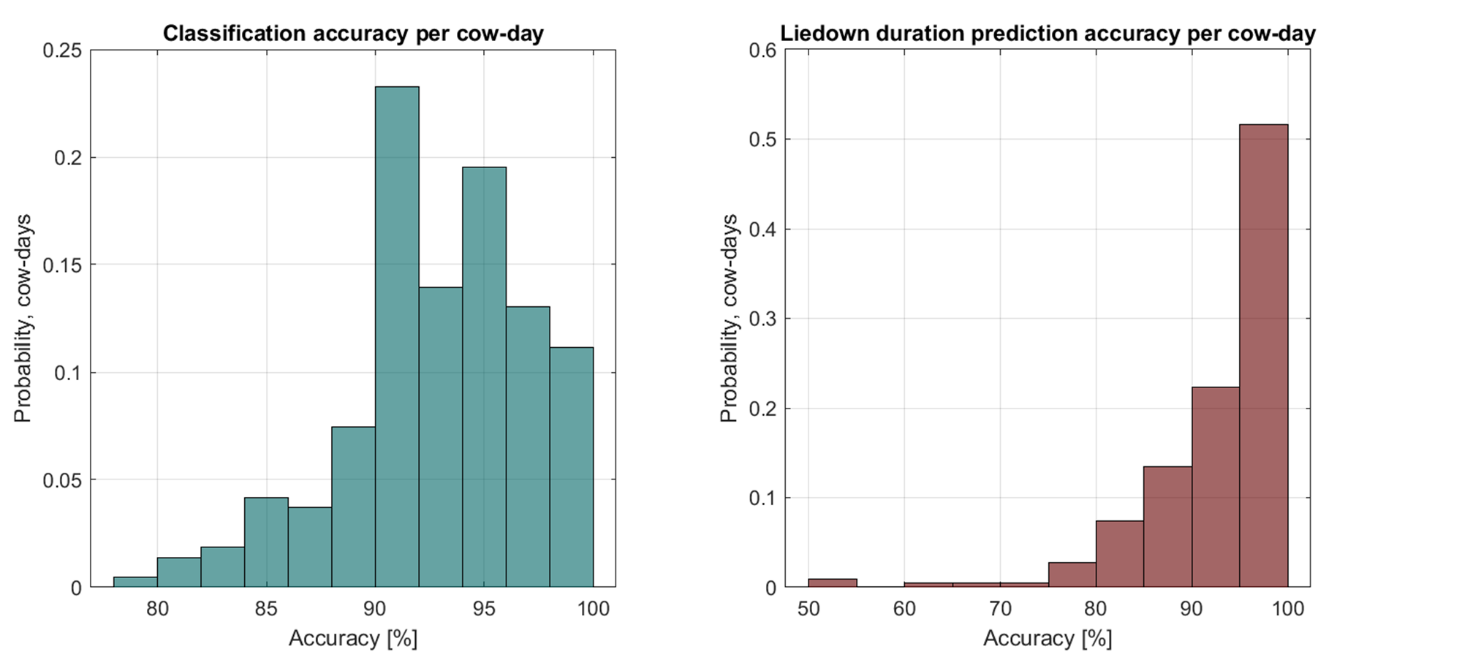 Classification accuracy per cow-day
0.25
0.2
0.15
0.1
0.05
0
Probability, cow-days
80 85 90 95 100
Accuracy [%]
Liedown duration prediction accuracy per cow-day
0.6
0.5
0.4
0.3
0.2
0.1
0
Probability, cow-days
50 60 70 80 90 100
Accuracy [%]